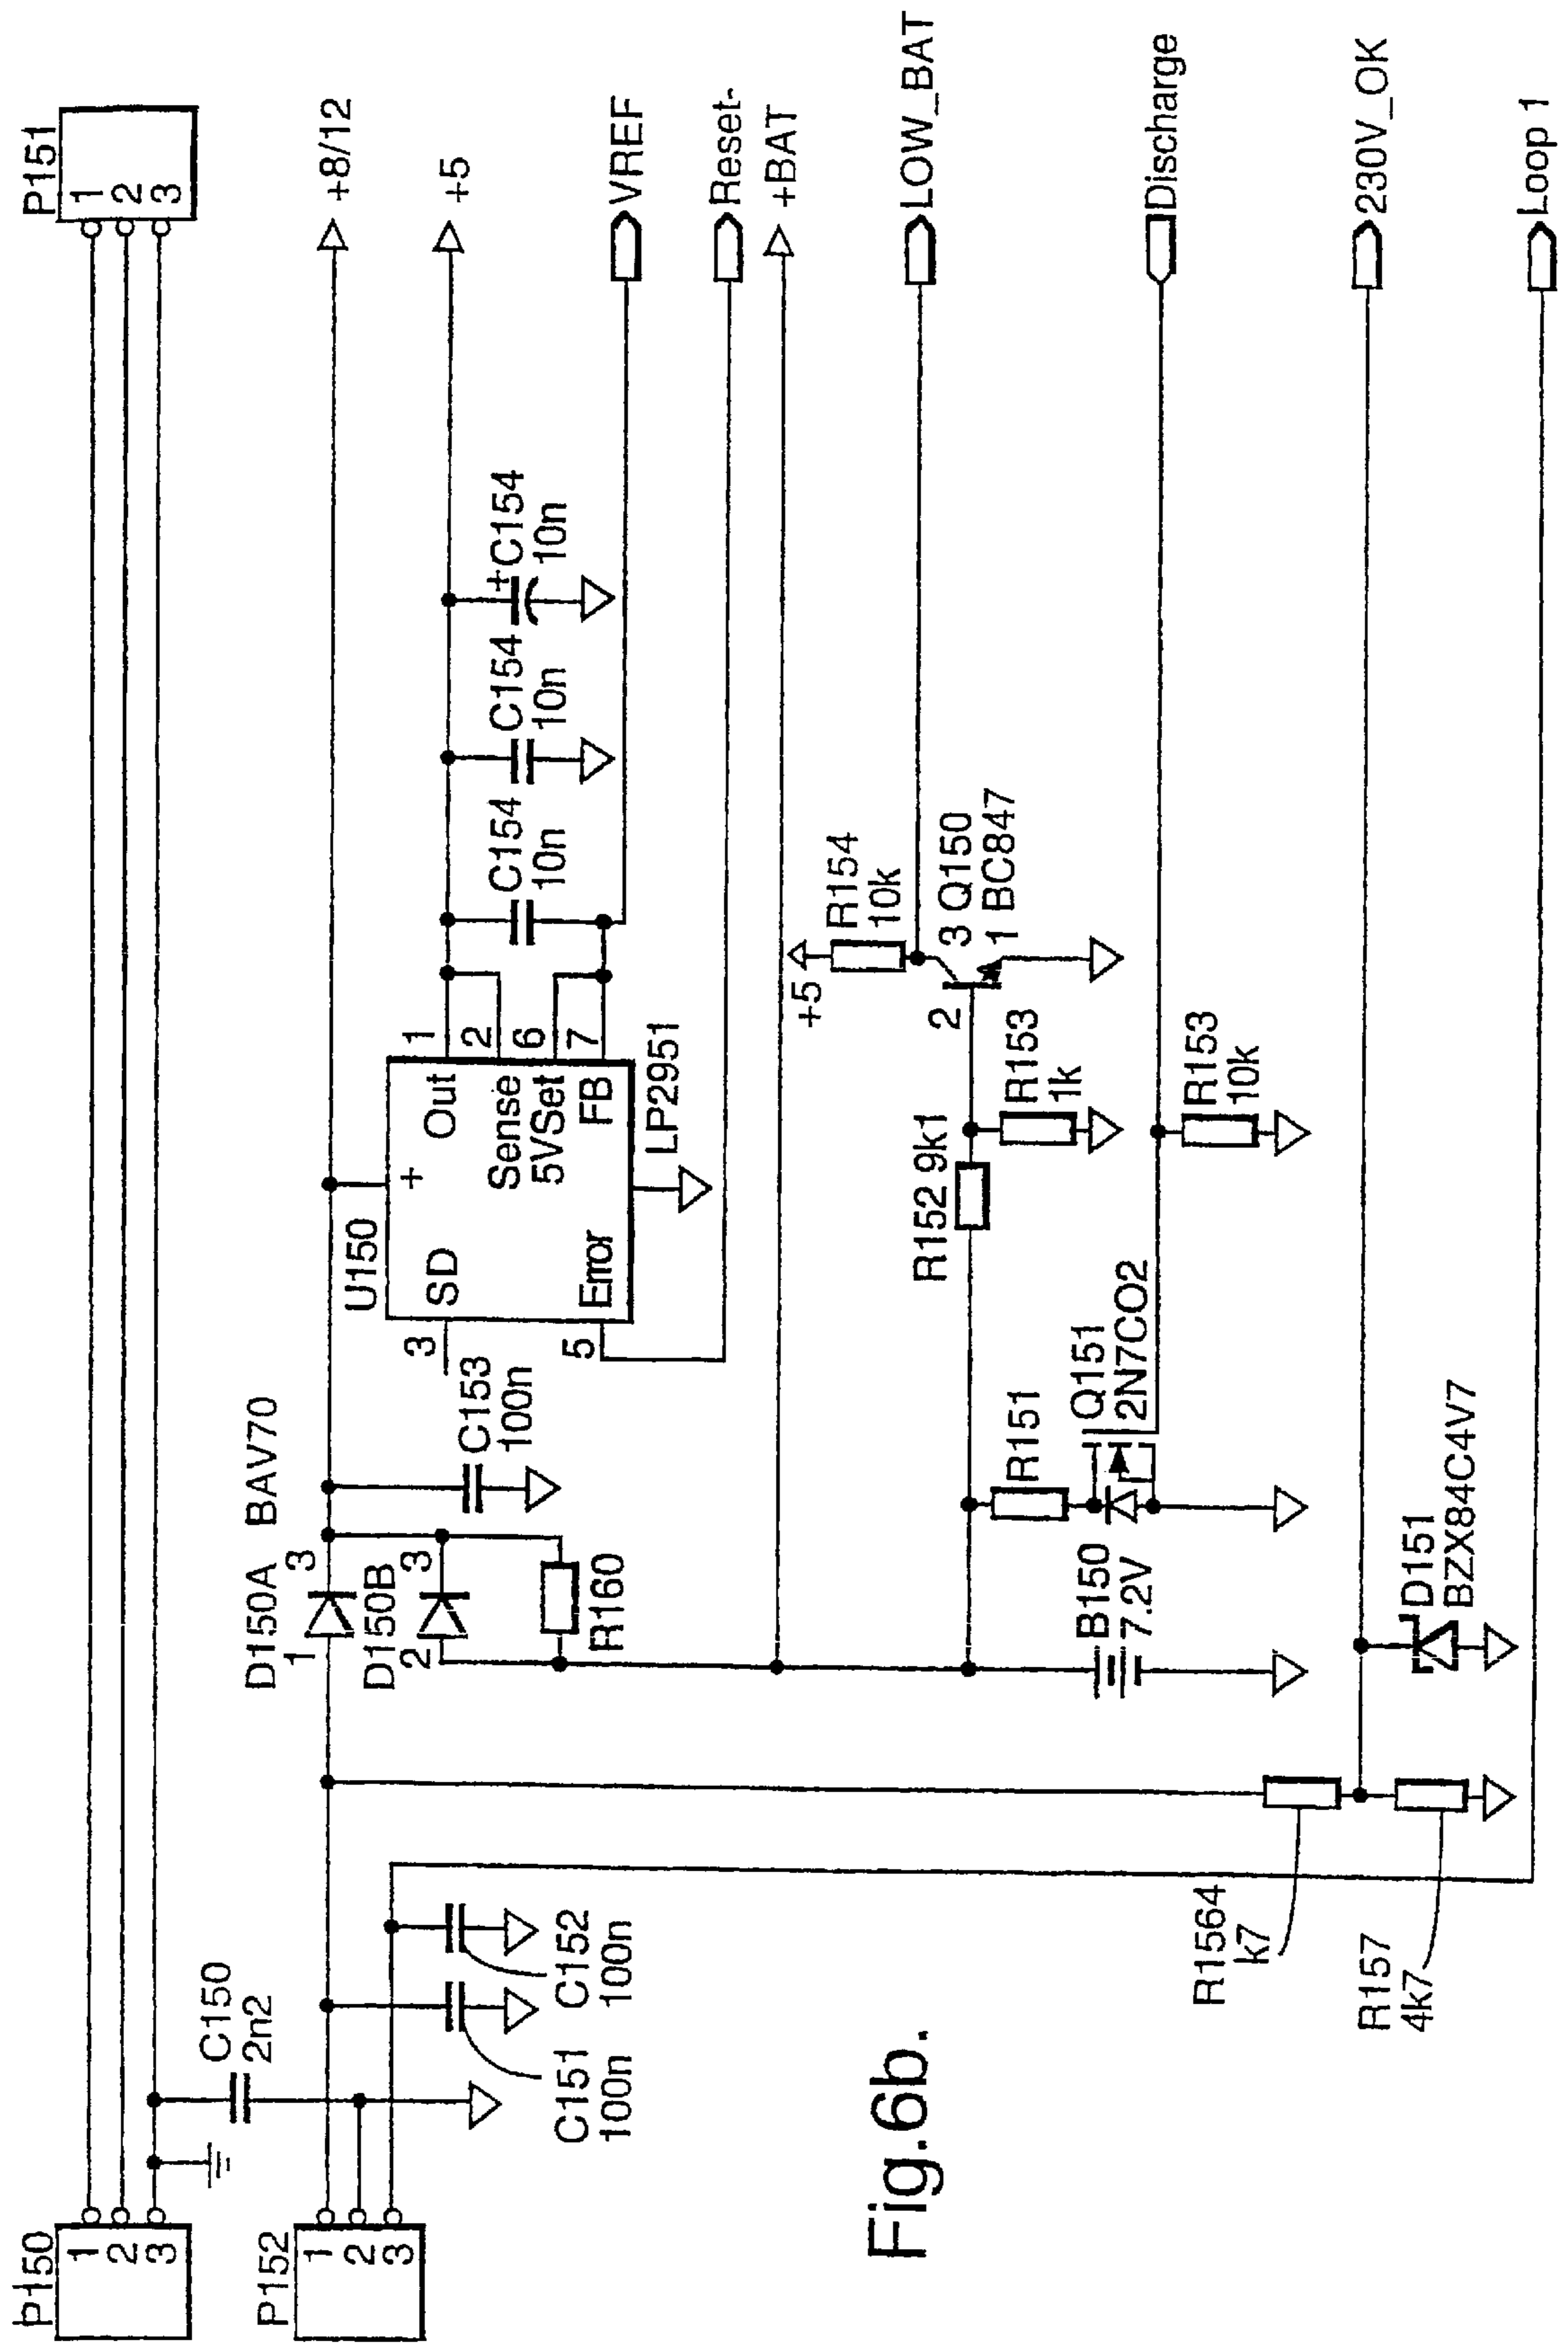 P150
1
2
3
P151
1
2
3
C150
2n2
P152
1
2
3
C151
100n
C152
100n
D150A
1
3
BAV70
D150B
2
3
R160
C153
100n
U150
+
SD
3
Error
5
Out
1
Sense
2
5VSet
6
FB
7
LP2951
C154
10n
C154
10n
+
C154
10n
+8/12
+5
VREF
Reset-
+BAT
+5
R154
10k
LOW_BAT
3 Q150
1 BC847
2
R152 9k1
R153
1k
Discharge
R153
10k
R151
Q151
2N7CO2
B150
7.2V
230V_OK
D151
BZX84C4V7
R1564
k7
R157
4k7
Loop 1
Fig.6b.